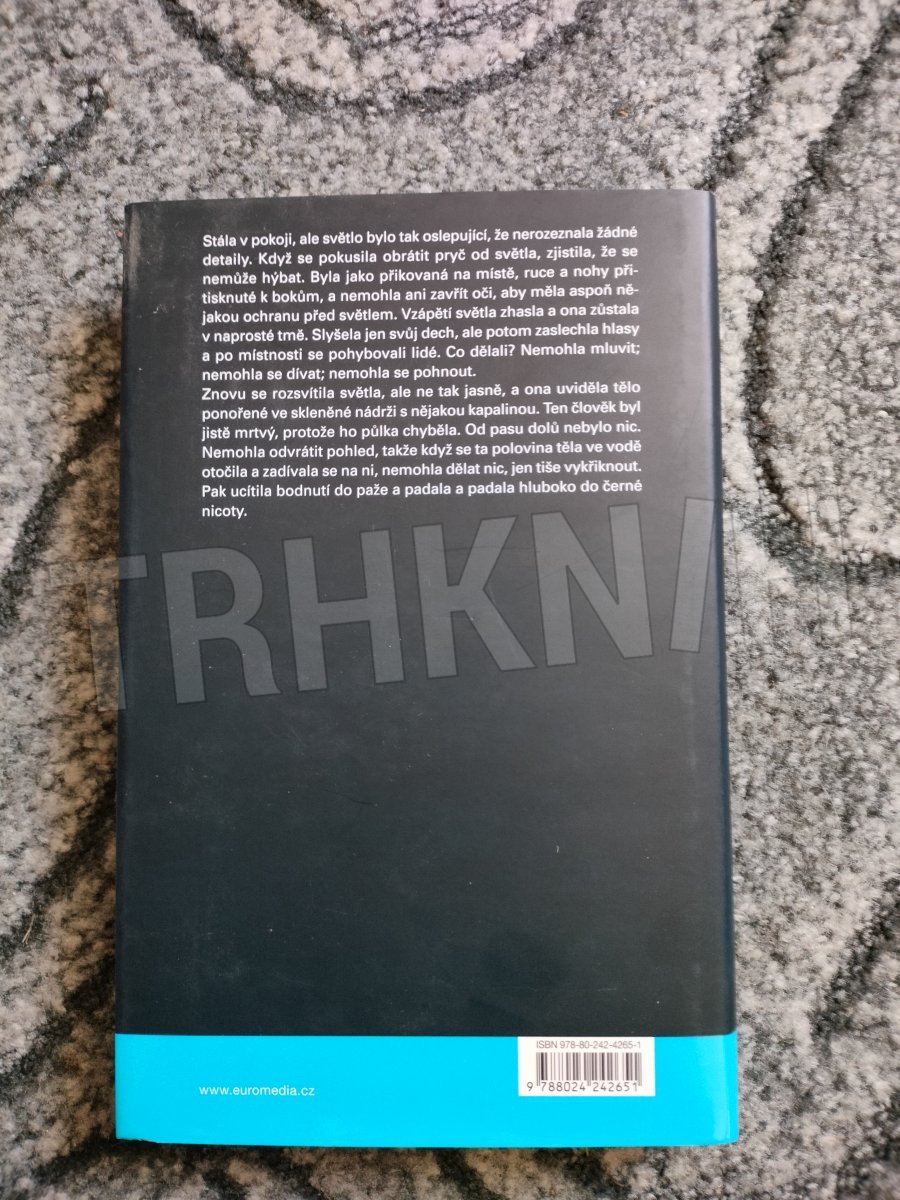 Stála v pokoji, ale světlo bylo tak oslepující, že nerozeznala žádné
detaily. Když se pokusila obrátit pryč od světla, zjistila, že se
nemůže hýbat. Byla jako přikovaná na místě, ruce a nohy při-
tisknuté k bokům, a nemohla ani zavřít oči, aby měla aspoň ně-
jakou ochranu před světlem. Vzápětí světla zhasla a ona zůstala
v naprosté tmě. Slyšela jen svůj dech, ale potom zaslechla hlasy
a po místnosti se pohybovali lidé. Co dělali? Nemohla mluvit;
nemohla se dívat; nemohla se pohnout.
Znovu se rozsvítila světla, ale ne tak jasně, a ona uviděla tělo
ponořené ve skleněné nádrži s nějakou kapalinou. Ten člověk byl
jistě mrtvý, protože ho půlka chyběla. Od pasu dolů nebylo nic.
Nemohla odvrátit pohled, takže když se ta polovina těla ve vodě
otočila a zadívala se na ni, nemohla dělat nic, jen tiše vykřiknout.
Pak ucítila bodnutí do paže a padala a padala hluboko do černé
nicoty.
TRHKNI
ISBN 978-80-242-4265-1
9 788024 242651
www.euromedia.cz